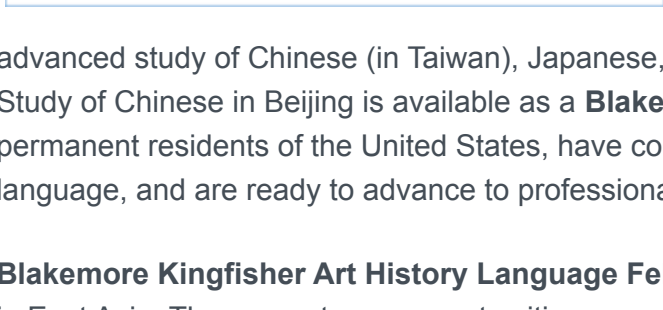 advanced study of Chinese (in Taiwan), Japanese,
Study of Chinese in Beijing is available as a Blake
permanent residents of the United States, have co
language, and are ready to advance to professiona
Blakemore Kingfisher Art History Language Fe